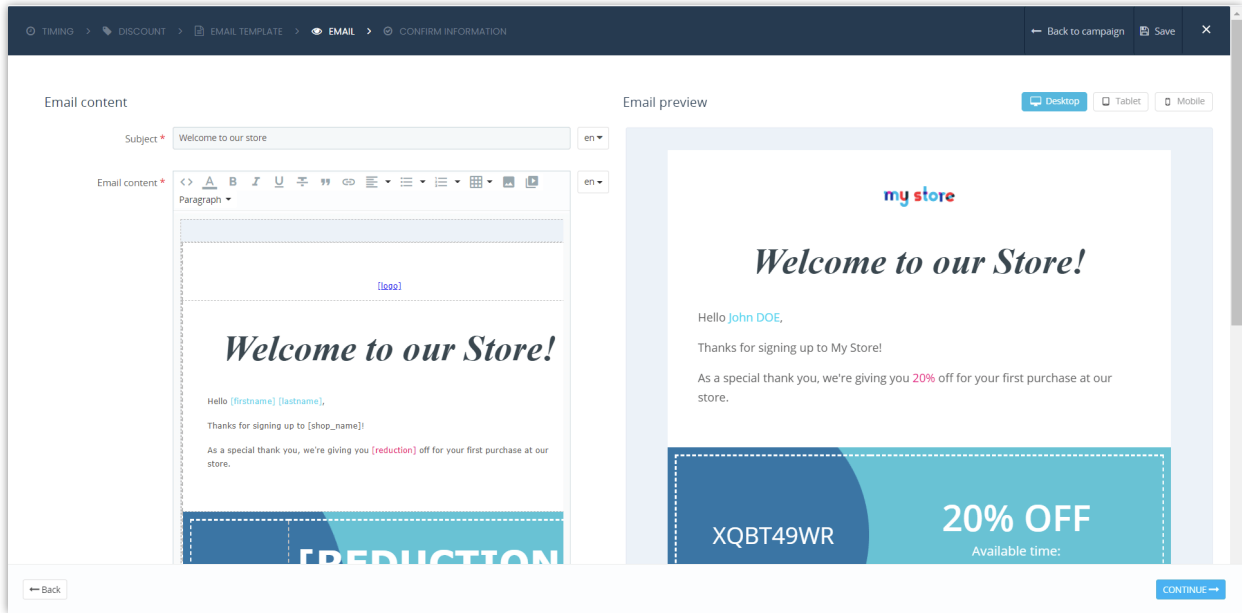 TIMING > DISCOUNT > EMAIL TEMPLATE > EMAIL > CONFIRM INFORMATION
Back to campaign
Save
Email content
Subject *
Welcome to our store
en
Email content *
B I U
en
Paragraph
[logo]
Welcome to our Store!
Hello [firstname] [lastname],
Thanks for signing up to [shop_name]!
As a special thank you, we're giving you [reduction] off for your first purchase at our
store.
[REDUCTION
Email preview
Desktop
Tablet
Mobile
my store
Welcome to our Store!
Hello John DOE,
Thanks for signing up to My Store!
As a special thank you, we're giving you 20% off for your first purchase at our
store.
XQBT49WR
20% OFF
Available time:
Back
CONTINUE